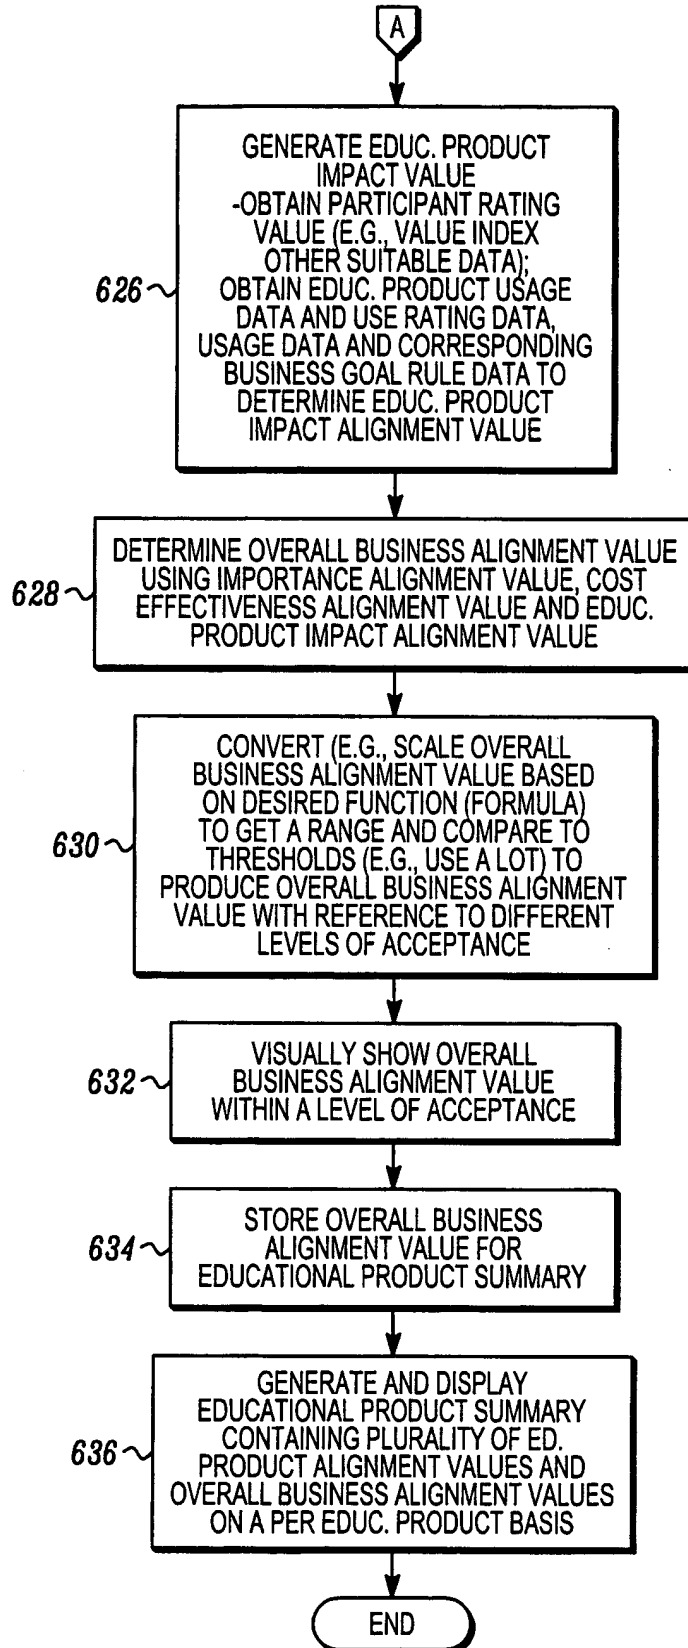 A
GENERATE EDUC. PRODUCT
IMPACT VALUE
-OBTAIN PARTICIPANT RATING
VALUE (E.G., VALUE INDEX
OTHER SUITABLE DATA);
OBTAIN EDUC. PRODUCT USAGE
DATA AND USE RATING DATA,
USAGE DATA AND CORRESPONDING
BUSINESS GOAL RULE DATA TO
DETERMINE EDUC. PRODUCT
IMPACT ALIGNMENT VALUE
626
DETERMINE OVERALL BUSINESS ALIGNMENT VALUE
USING IMPORTANCE ALIGNMENT VALUE, COST
EFFECTIVENESS ALIGNMENT VALUE AND EDUC.
PRODUCT IMPACT ALIGNMENT VALUE
628
CONVERT (E.G., SCALE OVERALL
BUSINESS ALIGNMENT VALUE BASED
ON DESIRED FUNCTION (FORMULA)
TO GET A RANGE AND COMPARE TO
THRESHOLDS (E.G., USE A LOT) TO
PRODUCE OVERALL BUSINESS ALIGNMENT
VALUE WITH REFERENCE TO DIFFERENT
LEVELS OF ACCEPTANCE
630
VISUALLY SHOW OVERALL
BUSINESS ALIGNMENT VALUE
WITHIN A LEVEL OF ACCEPTANCE
632
STORE OVERALL BUSINESS
ALIGNMENT VALUE FOR
EDUCATIONAL PRODUCT SUMMARY
634
GENERATE AND DISPLAY
EDUCATIONAL PRODUCT SUMMARY
CONTAINING PLURALITY OF ED.
PRODUCT ALIGNMENT VALUES AND
OVERALL BUSINESS ALIGNMENT VALUES
ON A PER EDUC. PRODUCT BASIS
636
END